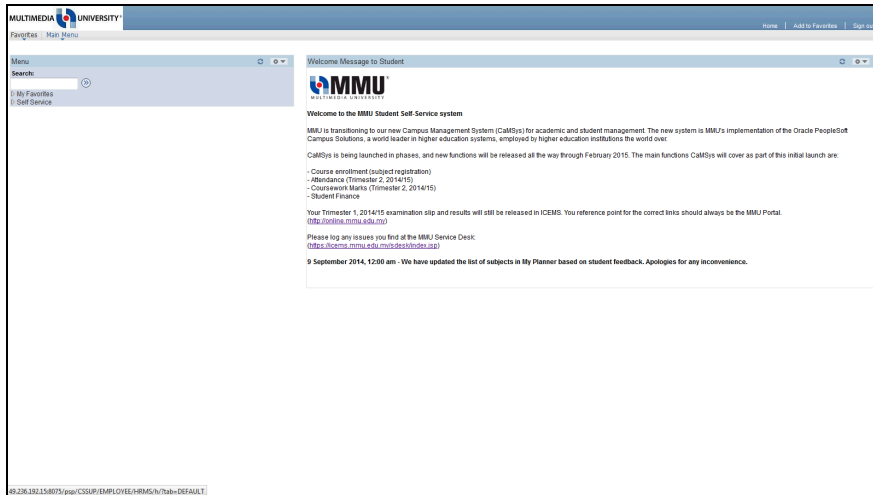 MULTIMEDIA UNIVERSITY
Home | Add to Favorites | Sign out
Favorites Main Menu
Menu
Search:
My Favorites
Self Service
Welcome Message to Student
MMU
MULTIMEDIA UNIVERSITY
Welcome to the MMU Student Self-Service system
MMU is transitioning to our new Campus Management System (CaMSys) for academic and student management. The new system is MMU's implementation of the Oracle PeopleSoft
Campus Solutions, a world leader in higher education systems, employed by higher education institutions the world over.
CaMSys is being launched in phases, and new functions will be released all the way through February 2015. The main functions CaMSys will cover as part of this initial launch are:
- Course enrollment (subject registration)
- Attendance (Trimester 2, 2014/15)
- Coursework Marks (Trimester 2, 2014/15)
- Student Finance
Your Trimester 1, 2014/15 examination slip and results will still be released in ICEMS. You reference point for the correct links should always be the MMU Portal.
(http://online.mmu.edu.my)
Please log any issues you find at the MMU Service Desk:
(https://icems.mmu.edu.my/sdesk/index.jsp)
9 September 2014, 12:00 am - We have updated the list of subjects in My Planner based on student feedback. Apologies for any inconvenience.
49.236.192.15:8075/psp/CSSUP/EMPLOYEE/HRMS/h/?tab=DEFAULT